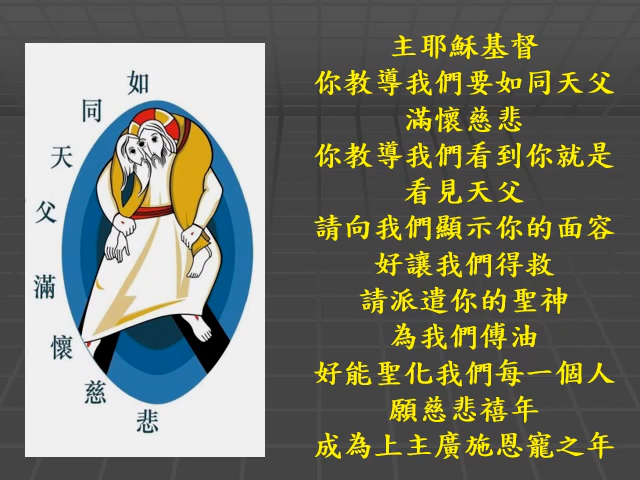 如同天父滿懷慈悲
主耶穌基督
你教導我們要如同天父
滿懷慈悲
你教導我們看到你就是
看見天父
請向我們顯示你的面容
好讓我們得救
請派遣你的聖神
為我們傅油
好能聖化我們每一個人
願慈悲禧年
成為上主廣施恩寵之年